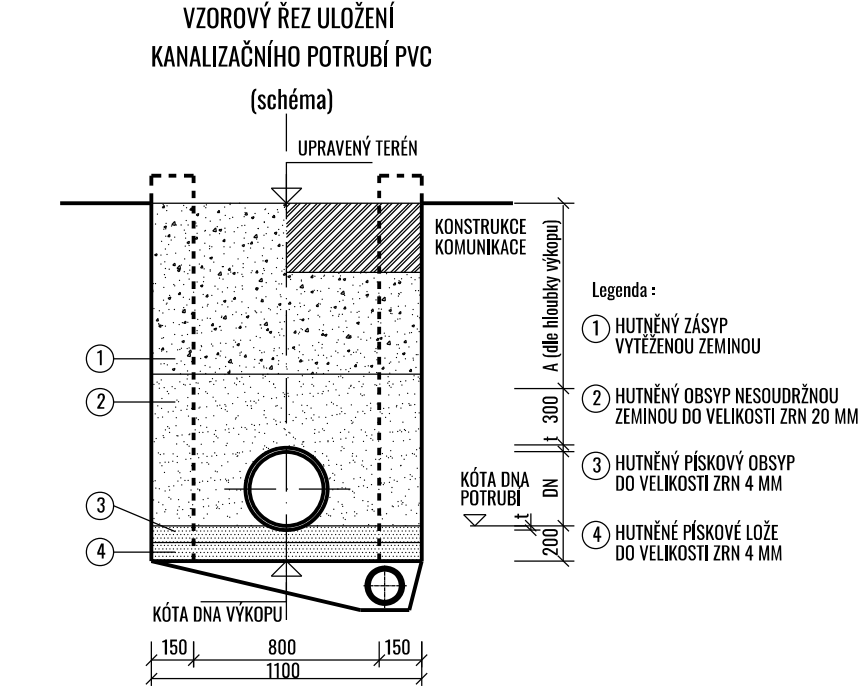 VZOROVÝ ŘEZ ULOŽENÍ
KANALIZAČNÍHO POTRUBÍ PVC
(schéma)
UPRAVENÝ TERÉN
KONSTRUKCE
KOMUNIKACE
A (dle hloubky výkopu)
300
t
DN
t
200
KÓTA DNA
POTRUBÍ
1
2
3
4
KÓTA DNA VÝKOPU
150
800
150
1100
Legenda :
1 HUTNĚNÝ ZÁSYP
VYTĚŽENOU ZEMINOU
2 HUTNĚNÝ OBSYP NESOUDRŽNOU
ZEMINOU DO VELIKOSTI ZRN 20 MM
3 HUTNĚNÝ PÍSKOVÝ OBSYP
DO VELIKOSTI ZRN 4 MM
4 HUTNĚNÉ PÍSKOVÉ LOŽE
DO VELIKOSTI ZRN 4 MM